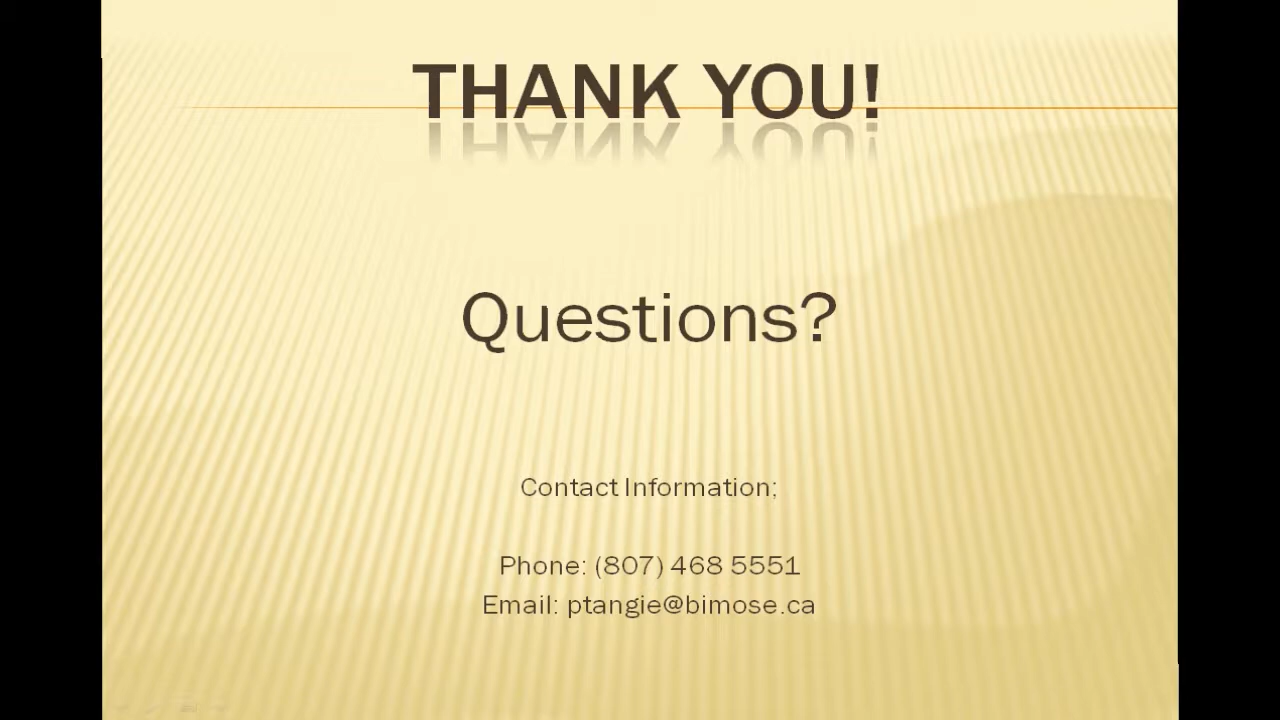 THANK YOU!
Questions?
Contact Information;
Phone: (807) 468 5551
Email: ptangie@bimose.ca